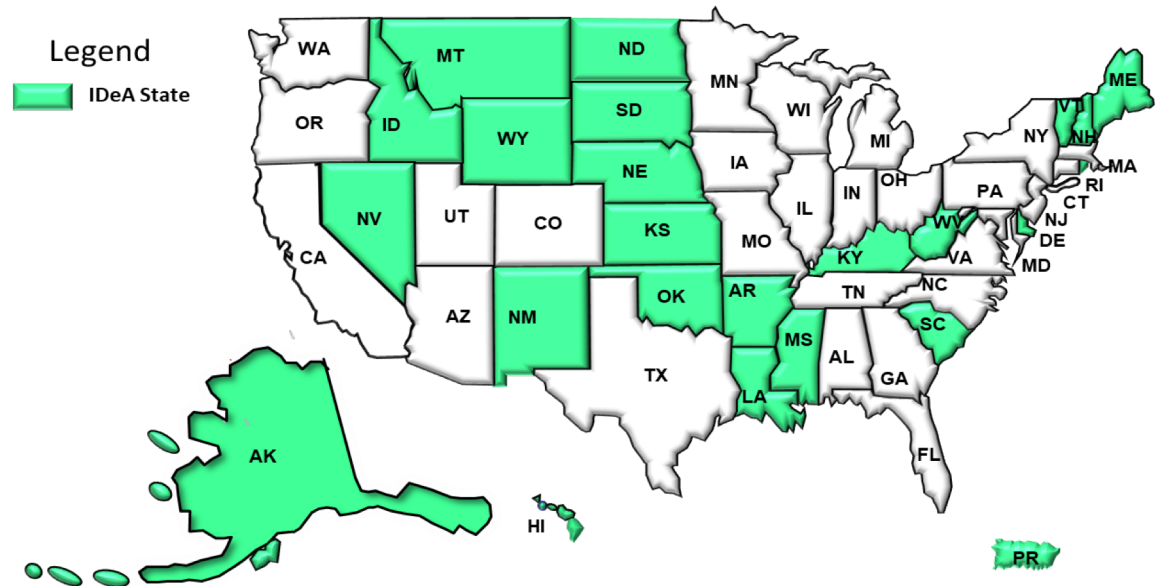 Legend
IDeA State
WA
MT
ND
MN
OR
ID
WY
SD
WI
MI
NY
VT
NH
ME
NV
UT
CO
NE
IA
IL
IN
OH
PA
MA
RI
CT
NJ
DE
MD
CA
KS
MO
KY
WV
VA
AZ
NM
OK
AR
TN
NC
SC
TX
LA
MS
AL
GA
FL
AK
HI
PR